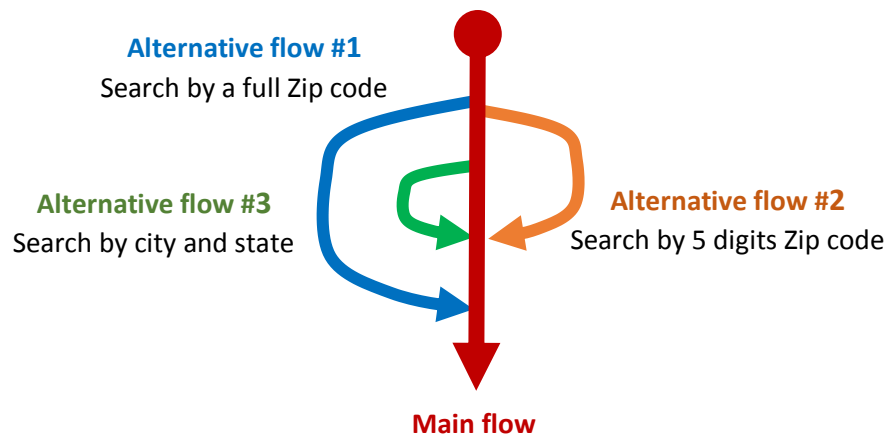 Alternative flow #1
Search by a full Zip code
Alternative flow #3
Search by city and state
Alternative flow #2
Search by 5 digits Zip code
Main flow